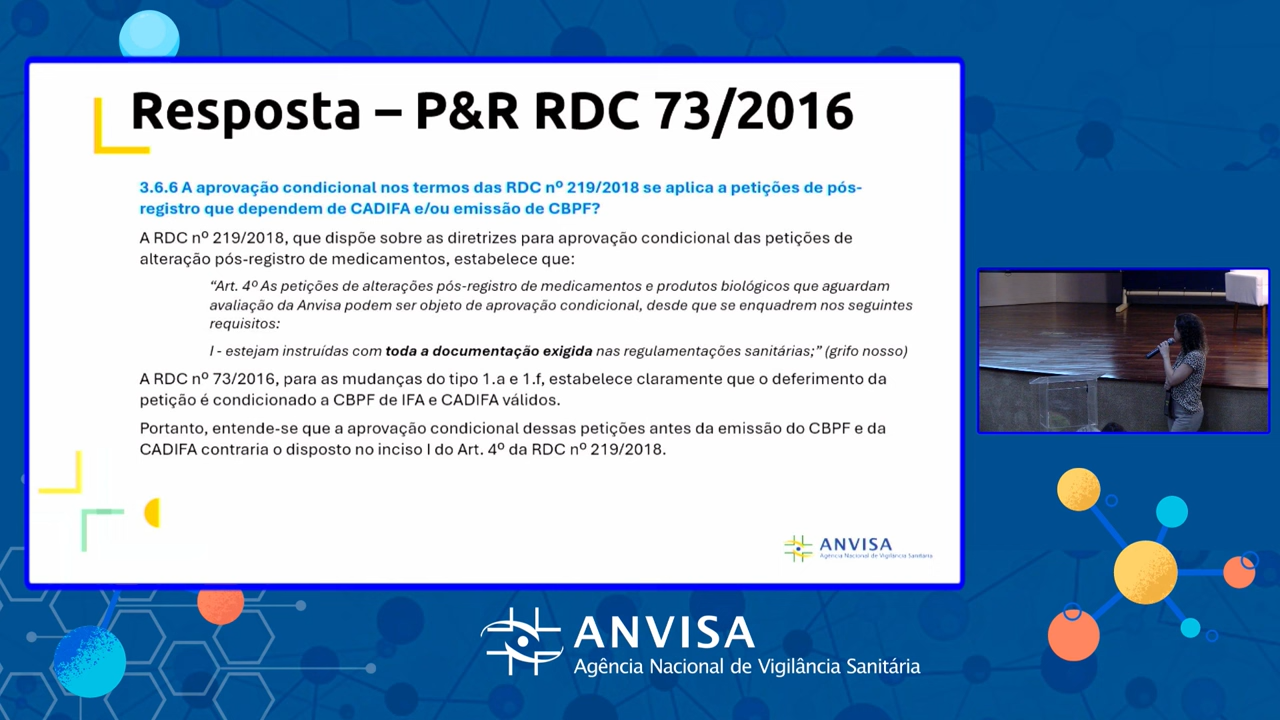 Resposta – P&R RDC 73/2016
3.6.6 A aprovação condicional nos termos das RDC nº 219/2018 se aplica a petições de pós-
registro que dependem de CADIFA e/ou emissão de CBPF?
A RDC nº 219/2018, que dispõe sobre as diretrizes para aprovação condicional das petições de
alteração pós-registro de medicamentos, estabelece que:
“Art. 4º As petições de alterações pós-registro de medicamentos e produtos biológicos que aguardam
avaliação da Anvisa podem ser objeto de aprovação condicional, desde que se enquadrem nos seguintes
requisitos:
I - estejam instruídas com toda a documentação exigida nas regulamentações sanitárias;” (grifo nosso)
A RDC nº 73/2016, para as mudanças do tipo 1.a e 1.f, estabelece claramente que o deferimento da
petição é condicionado a CBPF de IFA e CADIFA válidos.
Portanto, entende-se que a aprovação condicional dessas petições antes da emissão do CBPF e da
CADIFA contraria o disposto no inciso I do Art. 4º da RDC nº 219/2018.
ANVISA
Agência Nacional de Vigilância Sanitária
ANVISA
Agência Nacional de Vigilância Sanitária